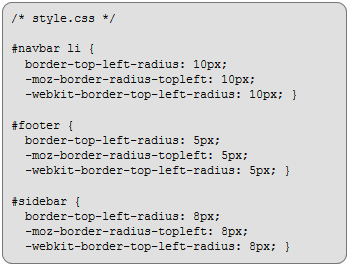 /* style.css */

#navbar li {
  border-top-left-radius: 10px;
  -moz-border-radius-topleft: 10px;
  -webkit-border-top-left-radius: 10px; }

#footer {
  border-top-left-radius: 5px;
  -moz-border-radius-topleft: 5px;
  -webkit-border-top-left-radius: 5px; }

#sidebar {
  border-top-left-radius: 8px;
  -moz-border-radius-topleft: 8px;
  -webkit-border-top-left-radius: 8px; }